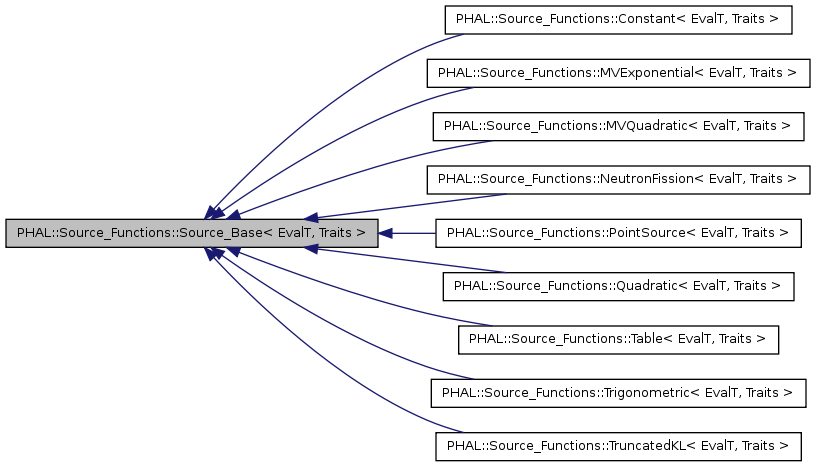 PHAL::Source_Functions::Constant< EvalT, Traits >
PHAL::Source_Functions::MVExponential< EvalT, Traits >
PHAL::Source_Functions::MVQuadratic< EvalT, Traits >
PHAL::Source_Functions::NeutronFission< EvalT, Traits >
PHAL::Source_Functions::Source_Base< EvalT, Traits >
PHAL::Source_Functions::PointSource< EvalT, Traits >
PHAL::Source_Functions::Quadratic< EvalT, Traits >
PHAL::Source_Functions::Table< EvalT, Traits >
PHAL::Source_Functions::Trigonometric< EvalT, Traits >
PHAL::Source_Functions::TruncatedKL< EvalT, Traits >